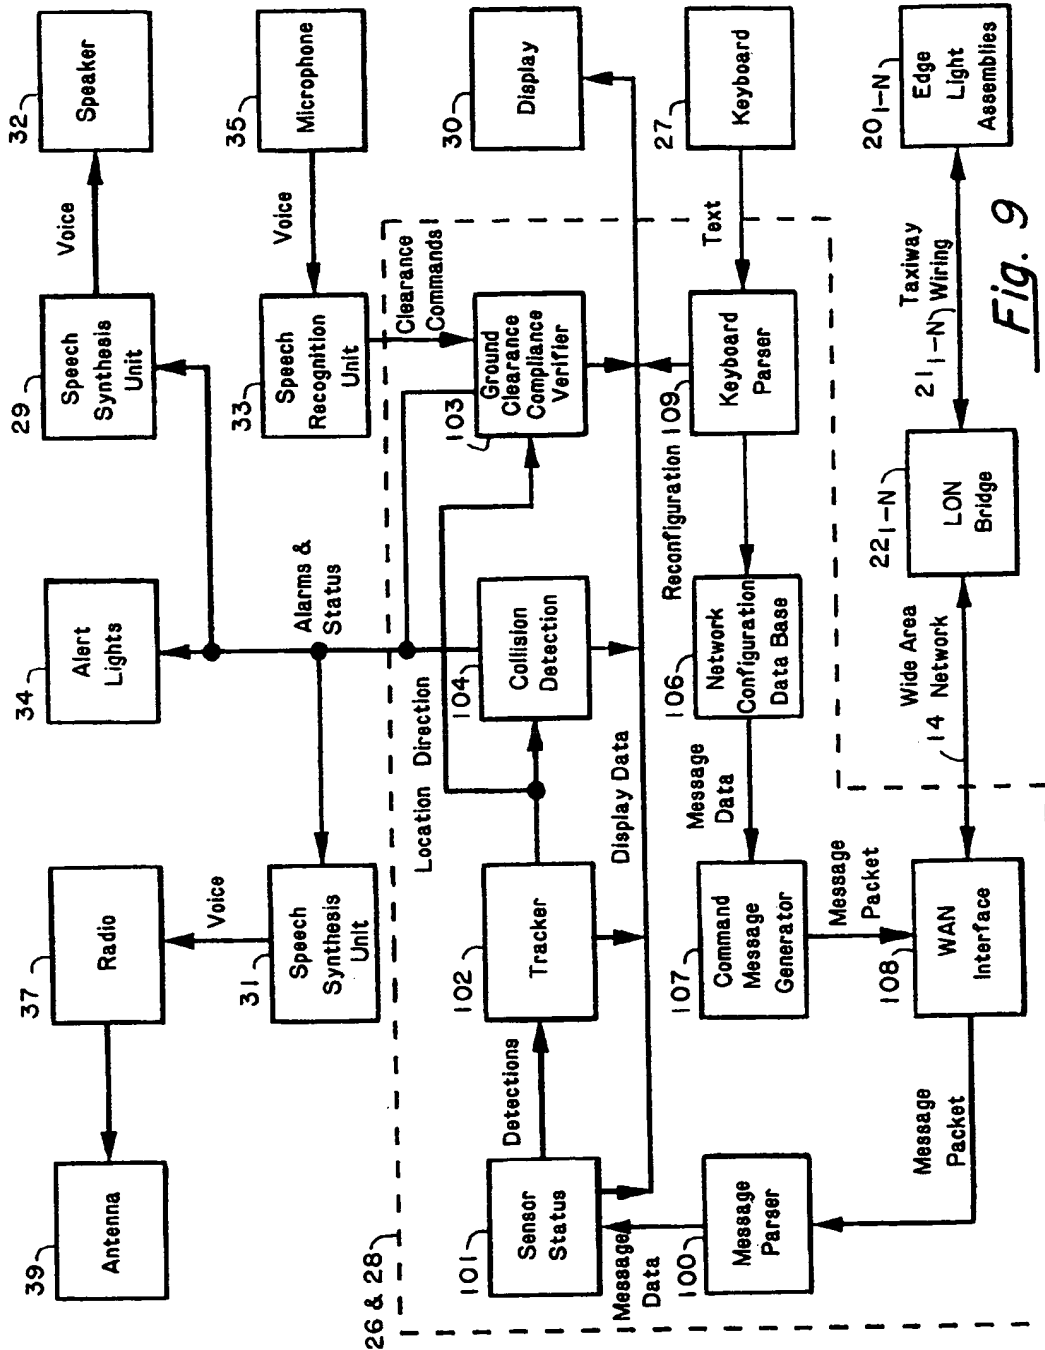 39
Antenna
37
Radio
34
Alert
Lights
29
Speech
Synthesis
Unit
Voice
32
Speaker
Voice
31
Speech
Synthesis
Unit
Alarms &
Status
33
Speech
Recognition
Unit
Voice
35
Microphone
26 & 28
Location Direction
Clearance
Commands
101
Sensor
Status
Detections
102
Tracker
104
Collision
Detection
103
Ground
Clearance
Compliance
Verifier
30
Display
Message
Data
Display Data
100
Message
Parser
107
Command
Message
Generator
Message
Data
106
Network
Configuration
Data Base
Reconfiguration
109
Keyboard
Parser
Text
27
Keyboard
Message
Packet
Message
Packet
108
WAN
Interface
Wide Area
14 Network
22 1-N
LON
Bridge
Taxiway
21 1-N Wiring
20 1-N
Edge
Light
Assemblies
Fig. 9